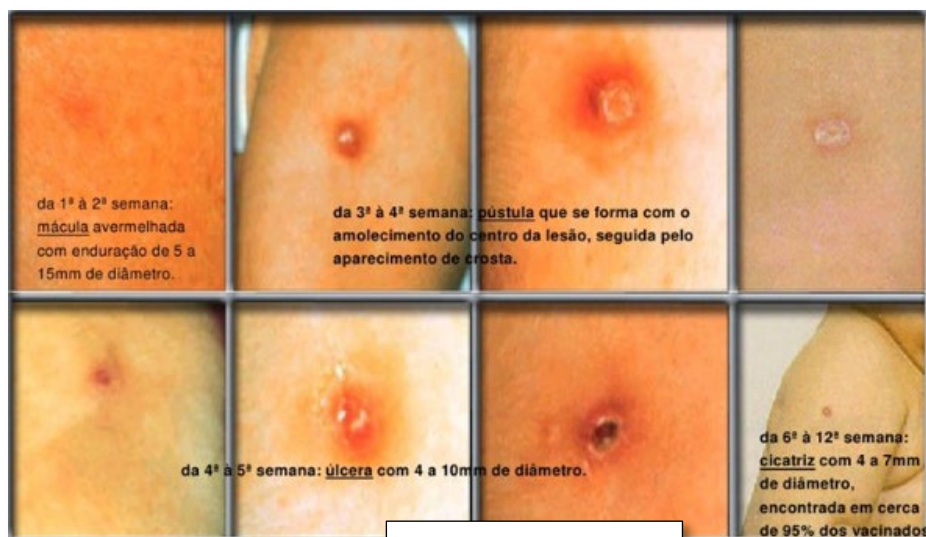 da 1ª à 2ª semana:
mácula avermelhada
com enduração de 5 a
15mm de diâmetro.
da 3ª à 4ª semana: pústula que se forma com o
amolecimento do centro da lesão, seguida pelo
aparecimento de crosta.
da 4ª à 5ª semana: úlcera com 4 a 10mm de diâmetro.
da 6ª à 12ª semana:
cicatriz com 4 a 7mm
de diâmetro,
encontrada em cerca
de 95% dos vacinados